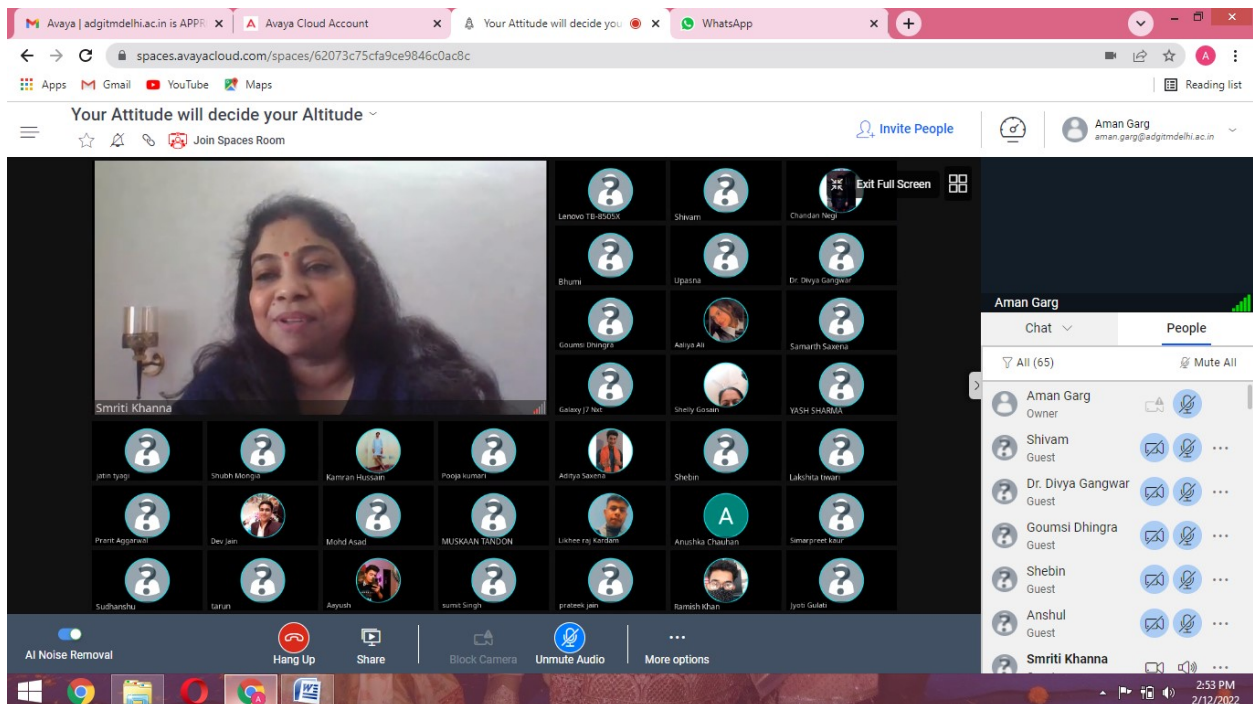 Avaya | adgitmdelhi.ac.in is APPR
Avaya Cloud Account
Your Attitude will decide you
WhatsApp
spaces.avayacloud.com/spaces/62073c75cfa9ce9846c0ac8c
A
Apps
Gmail
YouTube
Maps
Reading list
Your Attitude will decide your Altitude
Join Spaces Room
Invite People
Aman Garg
aman.garg@adgitmdelhi.ac.in
Exit Full Screen
Smriti Khanna
Lenovo TB-8505X
Shivam
Chandan Negi
Bhumi
Upasna
Dr. Divya Gangwar
Goumsi Dhingra
Aaliya Ali
Samarth Saxena
Galaxy J7 Nxt
Shelly Gosain
YASH SHARMA
jatin tyagi
Shubh Mongia
Kamran Hussain
Pooja kumari
Aditya Saxena
Shebin
Lakshita tiwari
Prarit Aggarwal
Dev Jain
Mohd Asad
MUSKAAN TANDON
Likhee raj Kardam
A
Anushka Chauhan
Simarpreet kaur
Sudhanshu
tarun
Aayush
sumit Singh
prateek jain
Ramish Khan
Jyoti Gulati
Aman Garg
Chat
People
All (65)
Mute All
Aman Garg
Owner
Shivam
Guest
Dr. Divya Gangwar
Guest
Goumsi Dhingra
Guest
Shebin
Guest
Anshul
Guest
Smriti Khanna
AI Noise Removal
Hang Up
Share
Block Camera
Unmute Audio
More options
2:53 PM
2/12/2022